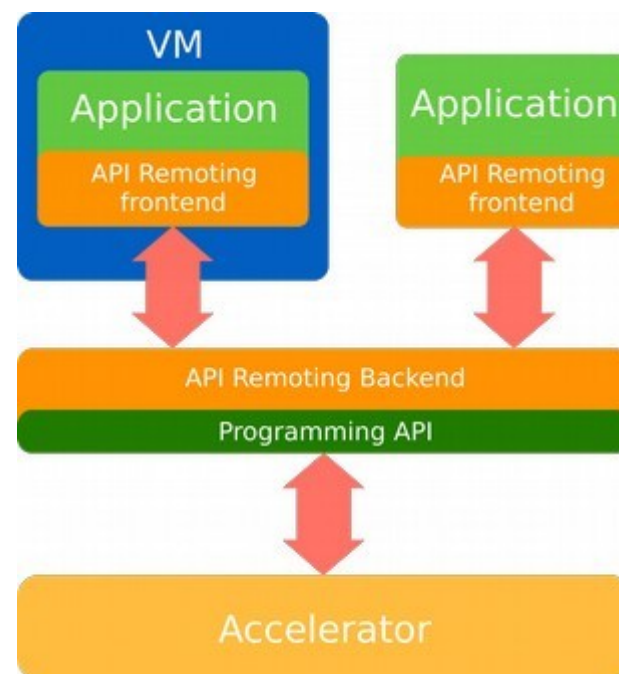 VM
Application
API Remoting
frontend
Application
API Remoting
frontend
API Remoting Backend
Programming API
Accelerator